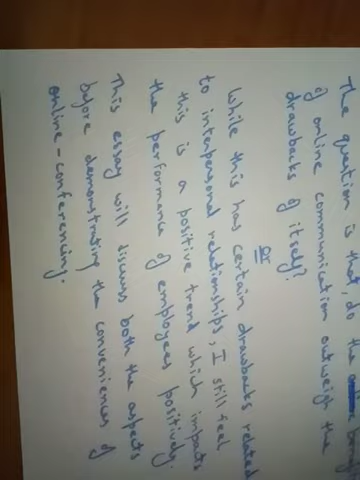 The question is that, do the
of online communication outweigh the
drawbacks of itself?
OR
While this has certain drawbacks related
to interpersonal relationships, I still feel
this is a positive trend which impacts
the performance of employees positively.
This essay will discuss both the aspects
before demonstrating the conveniences of
online-conferencing.